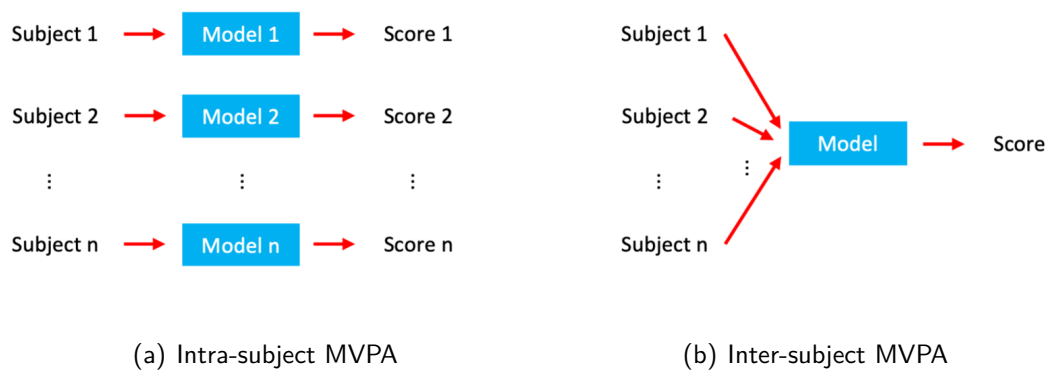 Subject 1 Model 1 Score 1
Subject 2 Model 2 Score 2
⋮ ⋮ ⋮
Subject n Model n Score n
(a) Intra-subject MVPA
Subject 1
Subject 2
⋮ ⋮
Subject n
Model
Score
(b) Inter-subject MVPA